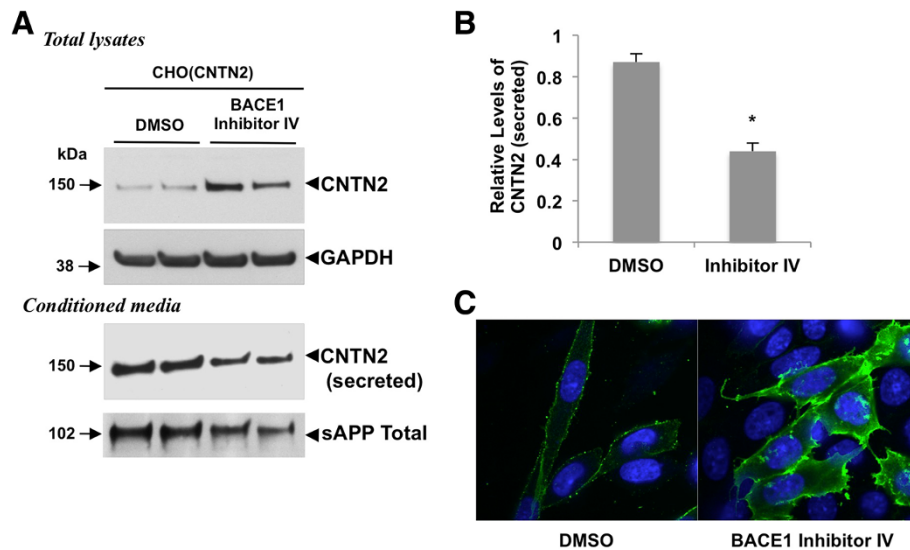 A
Total lysates
CHO(CNTN2)
DMSO
BACE1
Inhibitor IV
kDa
150
CNTN2
38
GAPDH
Conditioned media
150
CNTN2
(secreted)
102
sAPP Total
B
Relative Levels of
CNTN2 (secreted)
1
0.8
0.6
0.4
0.2
0
*
DMSO
Inhibitor IV
C
DMSO
BACE1 Inhibitor IV